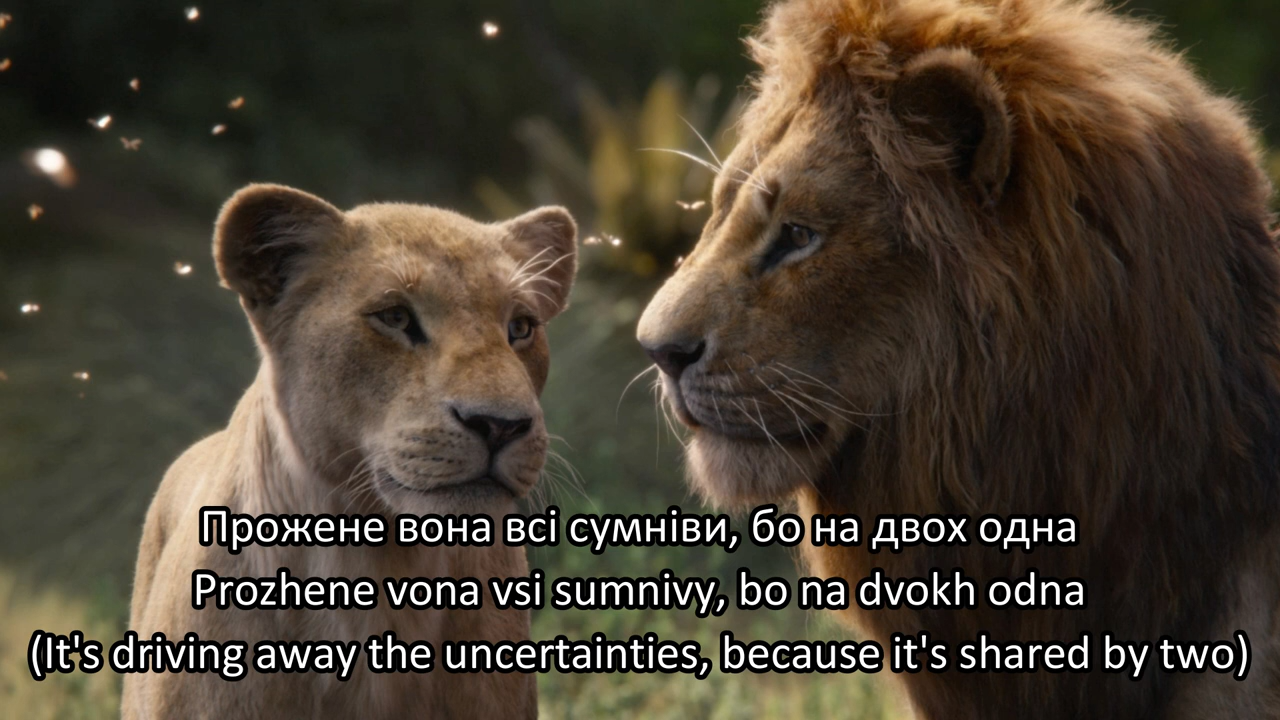 Прожене вона всі сумніви, бо на двох одна
Prozhene vona vsi sumnivy, bo na dvokh odna
(It's driving away the uncertainties, because it's shared by two)